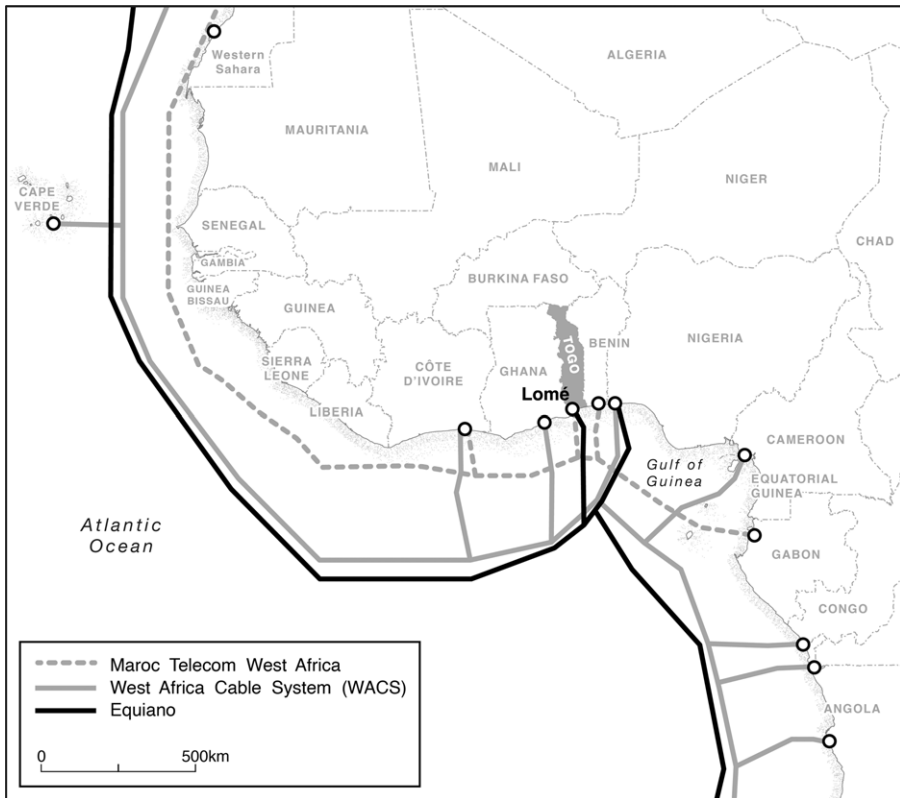 Western
Sahara
ALGERIA
MAURITANIA
MALI
NIGER
CAPE
VERDE
SENEGAL
CHAD
GAMBIA
GUINEA
BISSAU
BURKINA FASO
GUINEA
BENIN
NIGERIA
TOGO
SIERRA
LEONE
CÔTE
D'IVOIRE
GHANA
Lomé
LIBERIA
CAMEROON
Gulf of
Guinea
EQUATORIAL
GUINEA
Atlantic
Ocean
GABON
CONGO
ANGOLA
Maroc Telecom West Africa
West Africa Cable System (WACS)
Equiano
0 500km